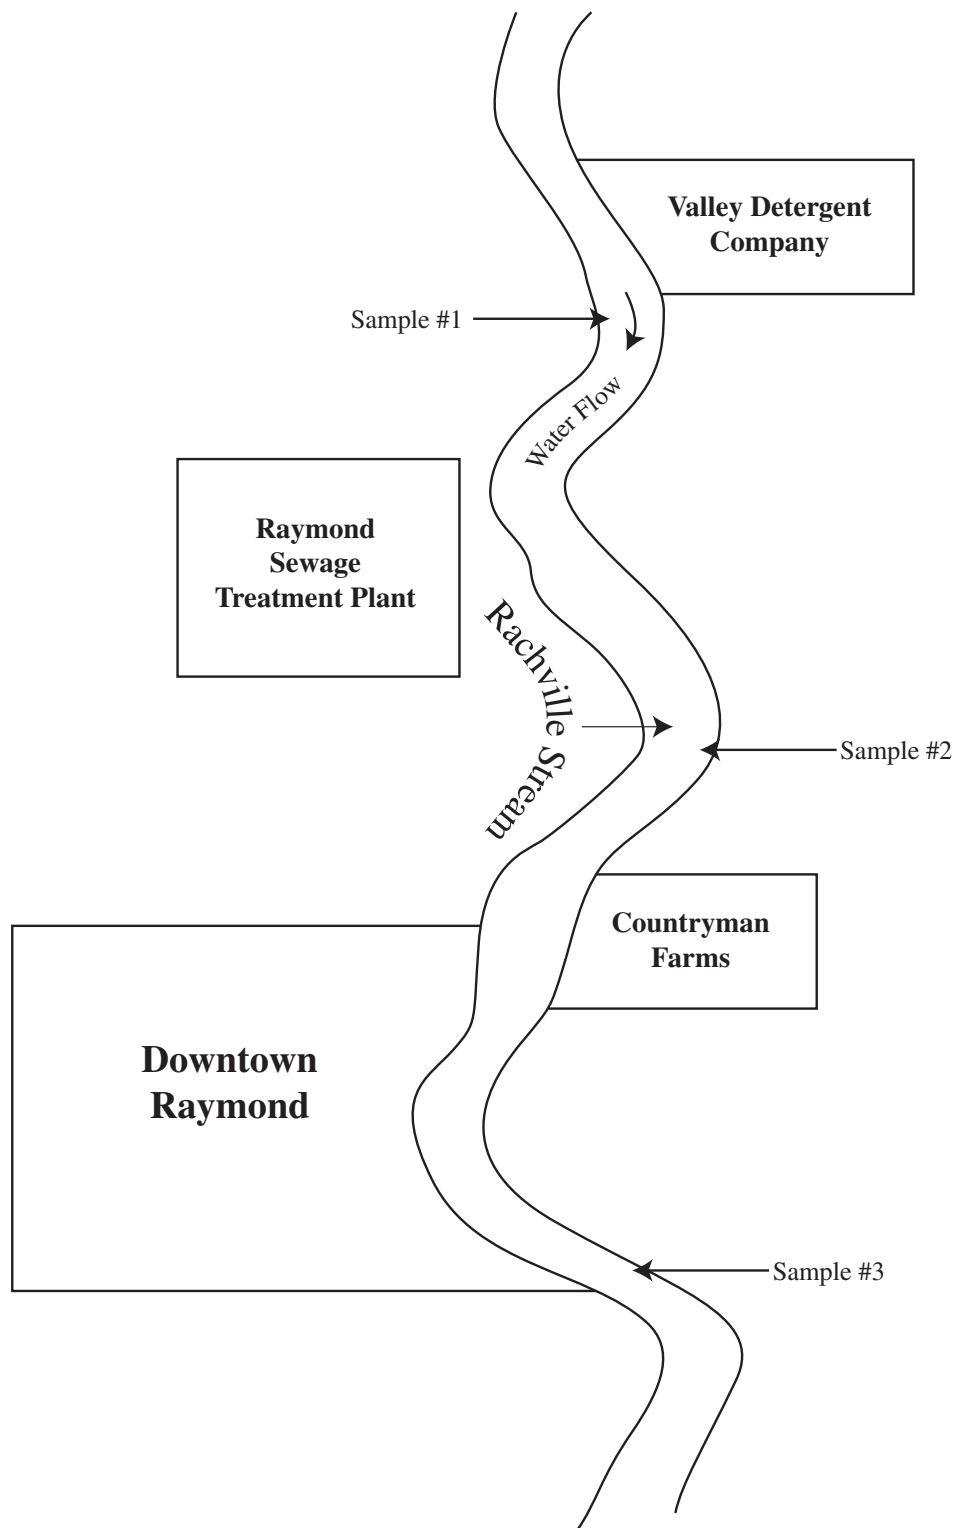 Valley Detergent
Company
Sample #1
Water Flow
Raymond
Sewage
Treatment Plant
Rachville Stream
Sample #2
Countryman
Farms
Downtown
Raymond
Sample #3